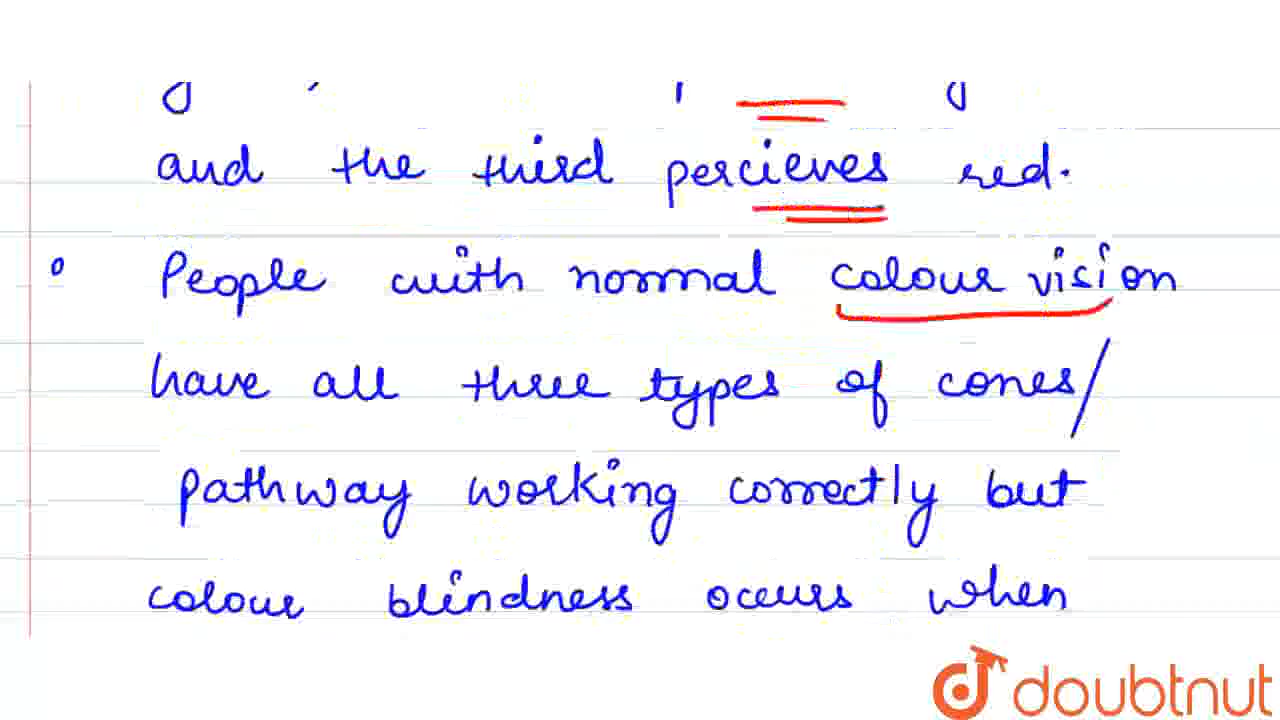 and the third percieves red.
People with normal colour vision
have all three types of cones/
pathway working correctly but
colour blindness occurs when
doubtnut